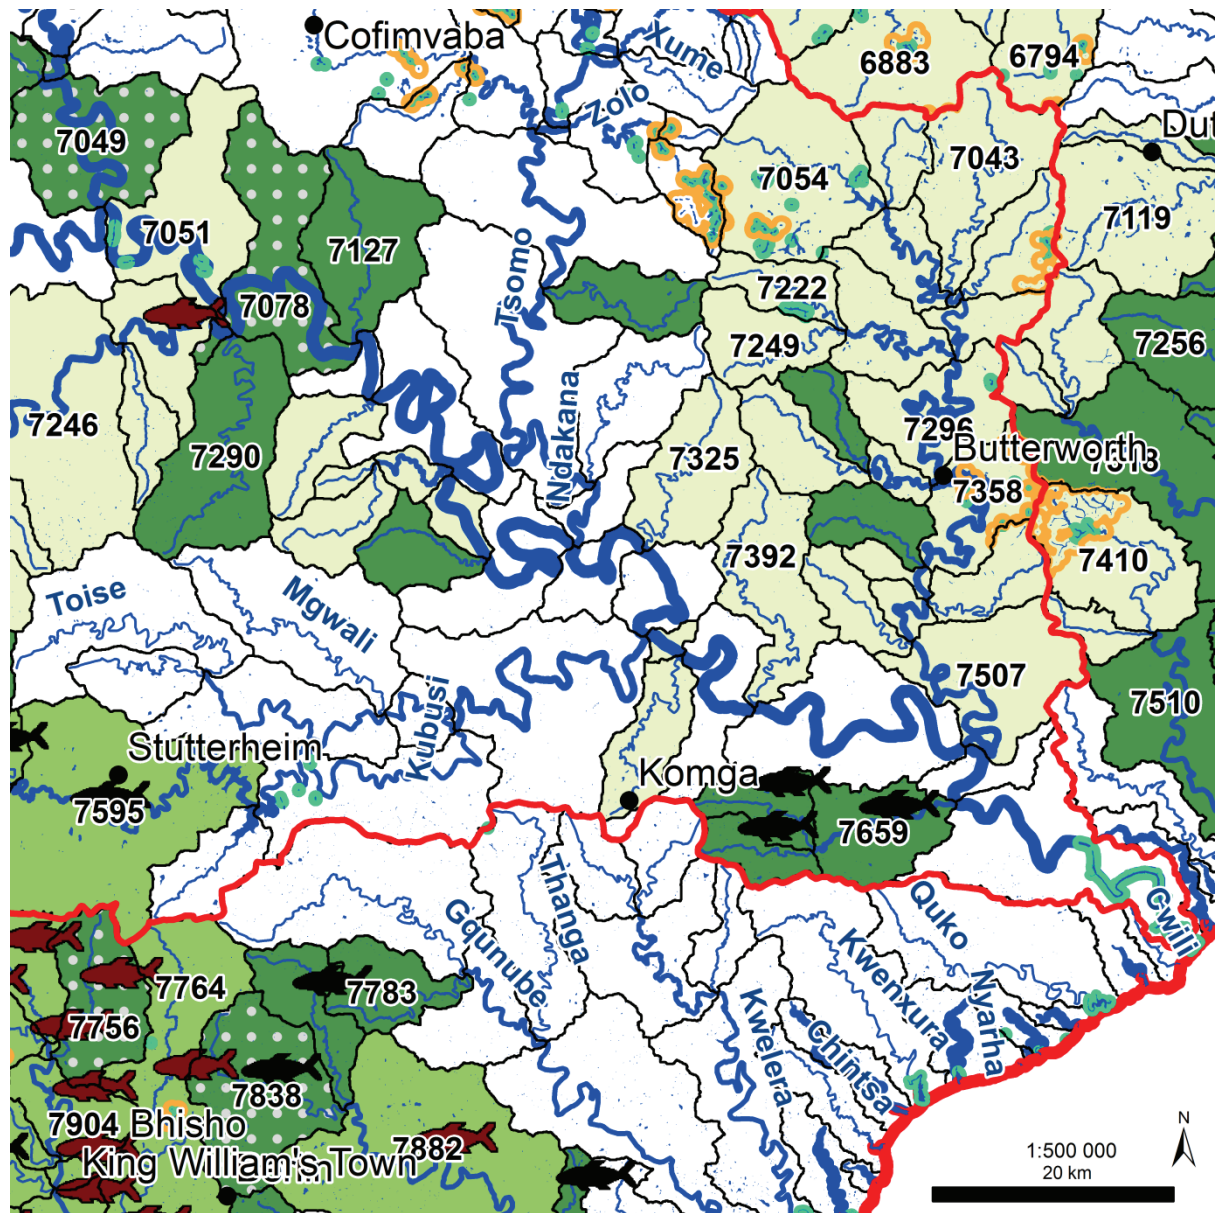 Cofimvaba
Xume
6883
6794
Zolo
7049
Dut
7043
7054
7119
7051
7127
Tsomo
7222
7078
7249
7256
7246
Ndakana
7296
7290
7325
Butterworth
7358
7392
7410
Toise
Mgwali
7507
7510
Kubusi
Stutterheim
Komga
7595
7659
Thanga
Quko
Cwili
Gqunube
Kwenxura
7764
7783
Nyarha
7756
Kwelera
Chintsa
7838
7904 Bhisho
7882
King William's Town
N
1:500 000
20 km